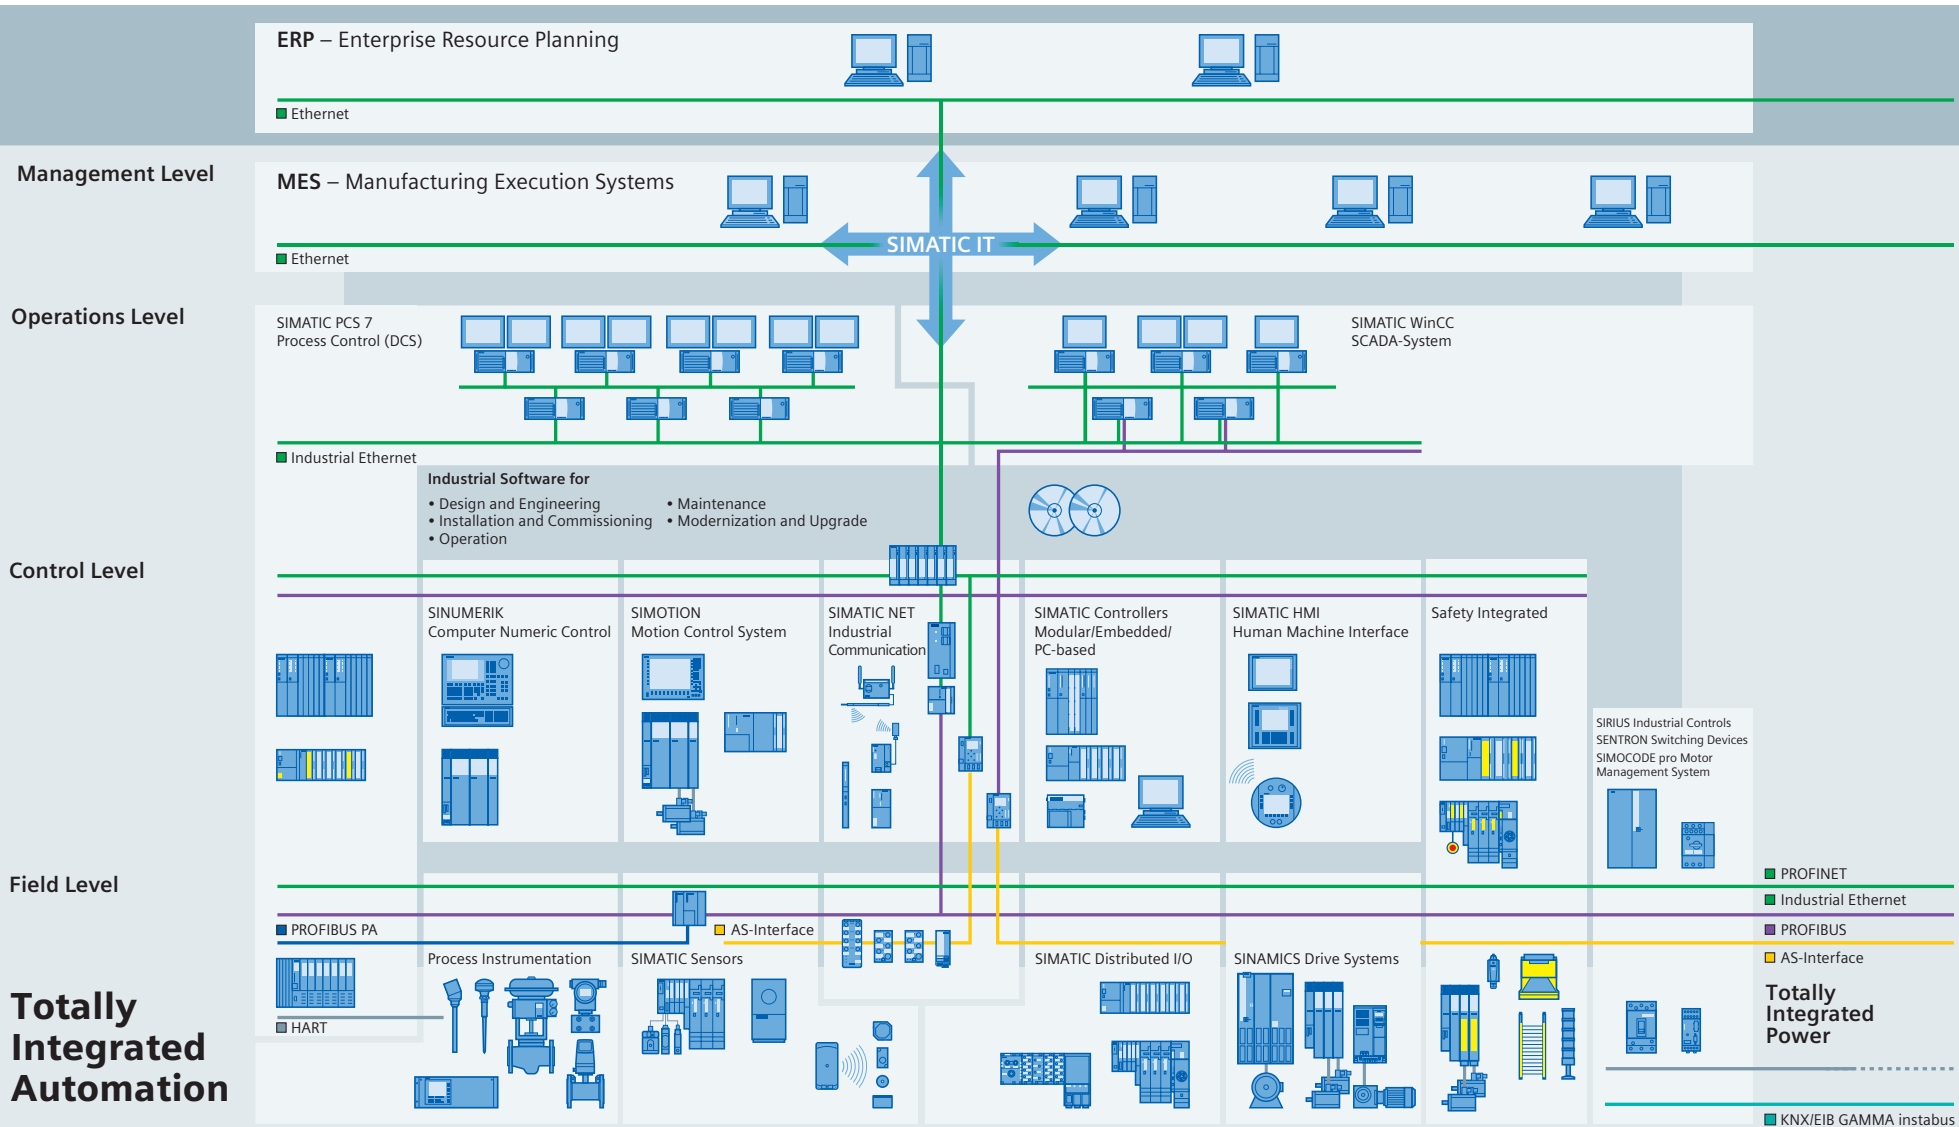 ERP – Enterprise Resource Planning
Ethernet
Management Level
MES – Manufacturing Execution Systems
SIMATIC IT
Ethernet
Operations Level
SIMATIC PCS 7
Process Control (DCS)
SIMATIC WinCC
SCADA-System
Industrial Ethernet
Industrial Software for
• Design and Engineering
• Installation and Commissioning
• Operation
• Maintenance
• Modernization and Upgrade
Control Level
SINUMERIK
Computer Numeric Control
SIMOTION
Motion Control System
SIMATIC NET
Industrial
Communication
SIMATIC Controllers
Modular/Embedded/
PC-based
SIMATIC HMI
Human Machine Interface
Safety Integrated
SIRIUS Industrial Controls
SENTRON Switching Devices
SIMOCODE pro Motor
Management System
Field Level
PROFINET
Industrial Ethernet
PROFIBUS PA
AS-Interface
PROFIBUS
AS-Interface
Process Instrumentation
SIMATIC Sensors
SIMATIC Distributed I/O
SINAMICS Drive Systems
HART
Totally
Integrated
Automation
Totally
Integrated
Power
KNX/EIB GAMMA instabus